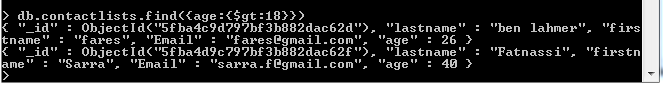 > db.contactlists.find({age:{$gt:18}})
{ "_id" : ObjectId("5fba4c9d797bf3b882dac62d"), "lastname" : "ben lahmer", "firs
tname" : "fares", "Email" : "fares@gmail.com", "age" : 26 }
{ "_id" : ObjectId("5fba4d9c797bf3b882dac62f"), "lastname" : "Fatnassi", "firstn
ame" : "Sarra", "Email" : "sarra.f@gmail.com", "age" : 40 }
>